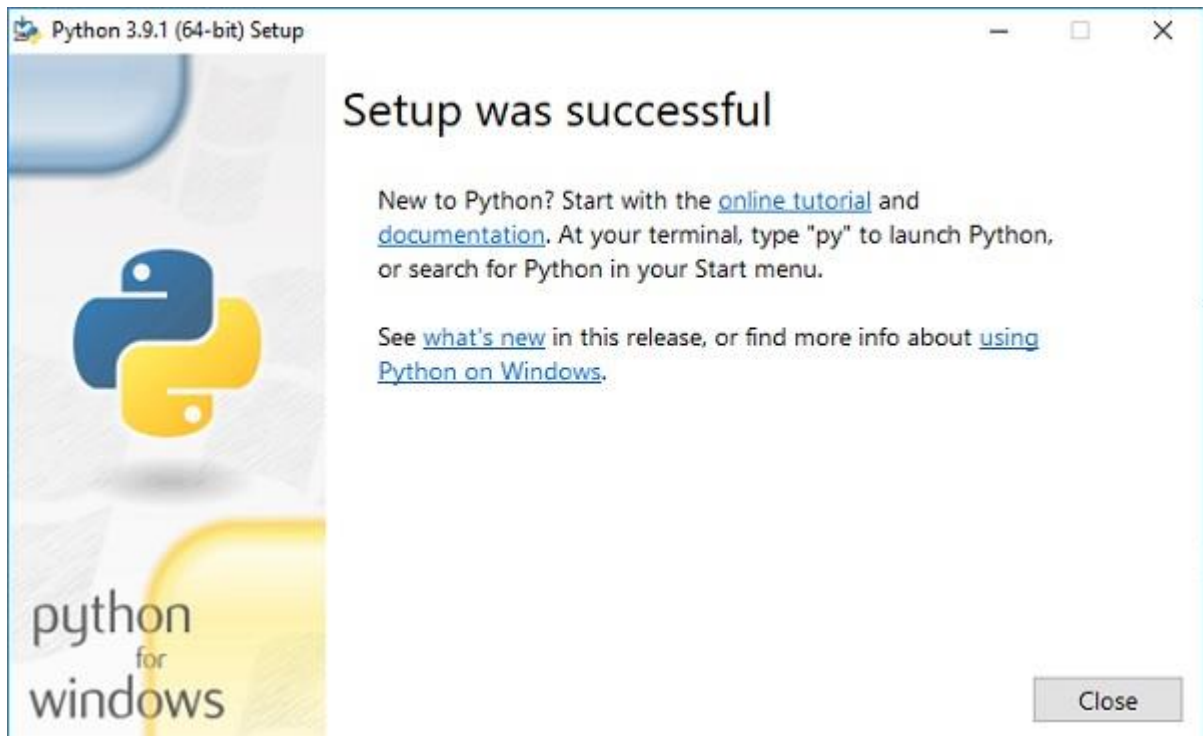 Python 3.9.1 (64-bit) Setup
Setup was successful
New to Python? Start with the online tutorial and
documentation. At your terminal, type "py" to launch Python,
or search for Python in your Start menu.
See what's new in this release, or find more info about using
Python on Windows.
python
for
windows
Close